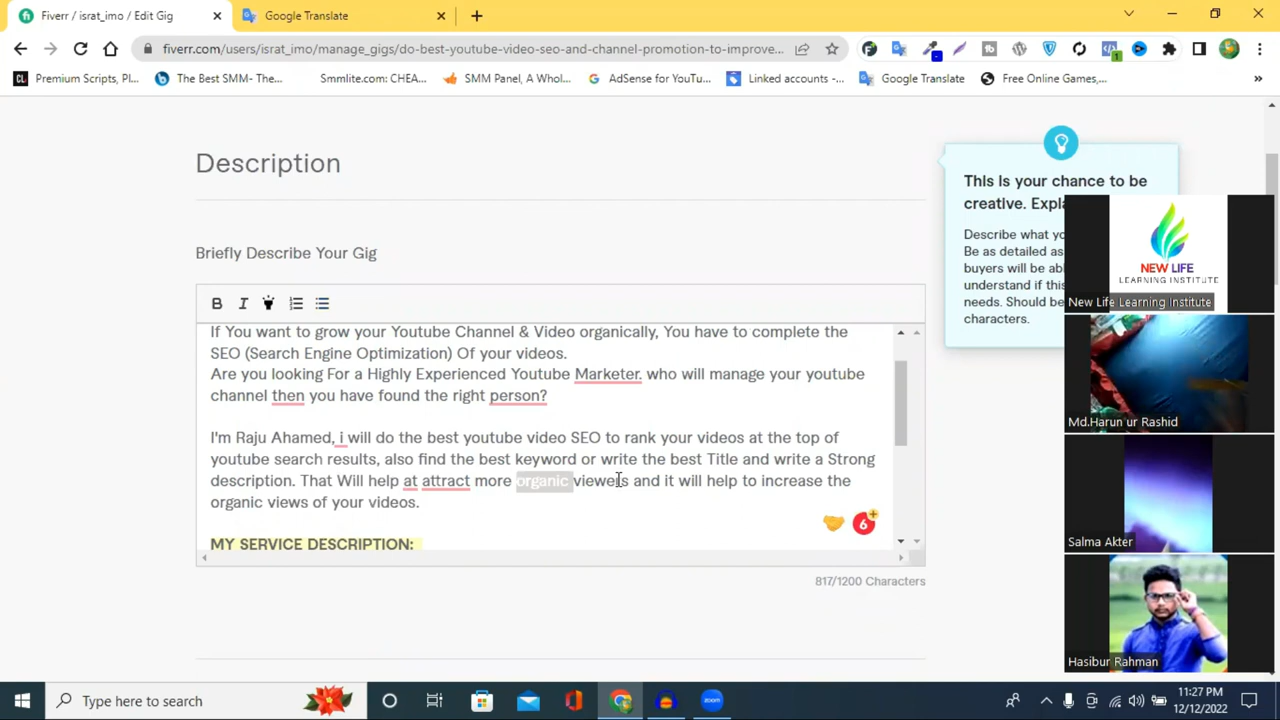 Fiverr / israt_imo / Edit Gig
Google Translate
fiverr.com/users/israt_imo/manage_gigs/do-best-youtube-video-seo-and-channel-promotion-to-improve...
Premium Scripts, Pl...
The Best SMM- The...
Smmlite.com: CHEA...
SMM Panel, A Whol...
AdSense for YouTu...
Linked accounts -...
Google Translate
Free Online Games,...
Description
Briefly Describe Your Gig
If You want to grow your Youtube Channel & Video organically, You have to complete the
SEO (Search Engine Optimization) Of your videos.
Are you looking For a Highly Experienced Youtube Marketer. who will manage your youtube
channel then you have found the right person?
I'm Raju Ahamed, i will do the best youtube video SEO to rank your videos at the top of
youtube search results, also find the best keyword or write the best Title and write a Strong
description. That Will help at attract more organic viewers and it will help to increase the
organic views of your videos.
6
MY SERVICE DESCRIPTION:
817/1200 Characters
This is your chance to be
creative. Expla
Describe what yo
Be as detailed as
buyers will be abl
understand if this
needs. Should be
characters.
NEW LIFE
LEARNING INSTITUTE
New Life Learning Institute
Md.Harun ur Rashid
Salma Akter
Hasibur Rahman
Type here to search
zoom
11:27 PM
12/12/2022